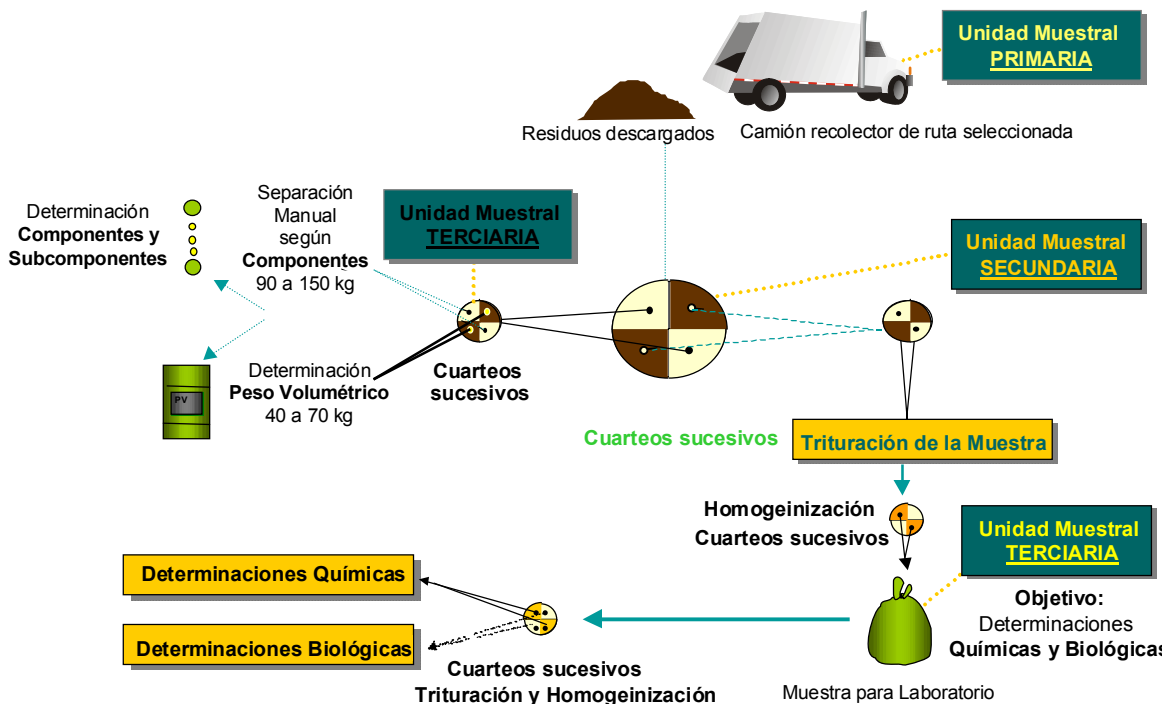 Unidad Muestral
PRIMARIA
Residuos descargados
Camión recolector de ruta seleccionada
Determinación
Componentes y
Subcomponentes
Separación
Manual
según
Componentes
90 a 150 kg
Unidad Muestral
TERCIARIA
Unidad Muestral
SECUNDARIA
PV
Determinación
Peso Volumétrico
40 a 70 kg
Cuarteos
sucesivos
Cuarteos sucesivos
Trituración de la Muestra
Homogeinización
Cuarteos sucesivos
Unidad Muestral
TERCIARIA
Objetivo:
Determinaciones
Químicas y Biológicas
Muestra para Laboratorio
Determinaciones Químicas
Determinaciones Biológicas
Cuarteos sucesivos
Trituración y Homogeinización